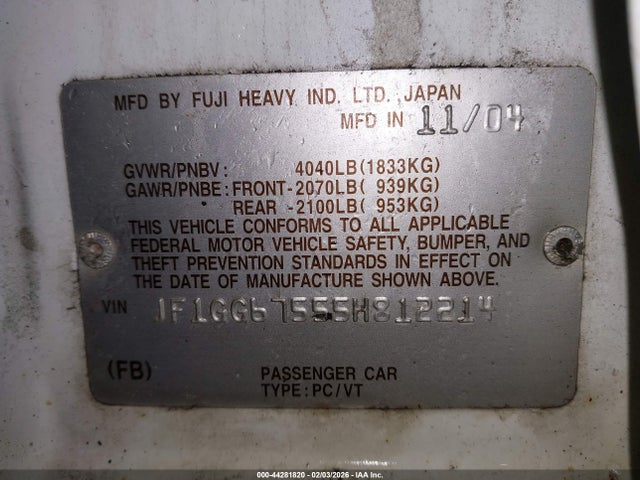 MFD BY FUJI HEAVY IND. LTD. JAPAN
MFD IN 11/04
GVWR/PNBV: 4040LB(1833KG)
GAWR/PNBE: FRONT-2070LB( 939KG)
REAR -2100LB( 953KG)
THIS VEHICLE CONFORMS TO ALL APPLICABLE
FEDERAL MOTOR VEHICLE SAFETY, BUMPER, AND
THEFT PREVENTION STANDARDS IN EFFECT ON
THE DATE OF MANUFACTURE SHOWN ABOVE.
VIN JF1GG67555H812214
(FB) PASSENGER CAR
TYPE: PC/VT
000-44281820 - 02/03/2026 - COPYRIGHT IAA, LLC